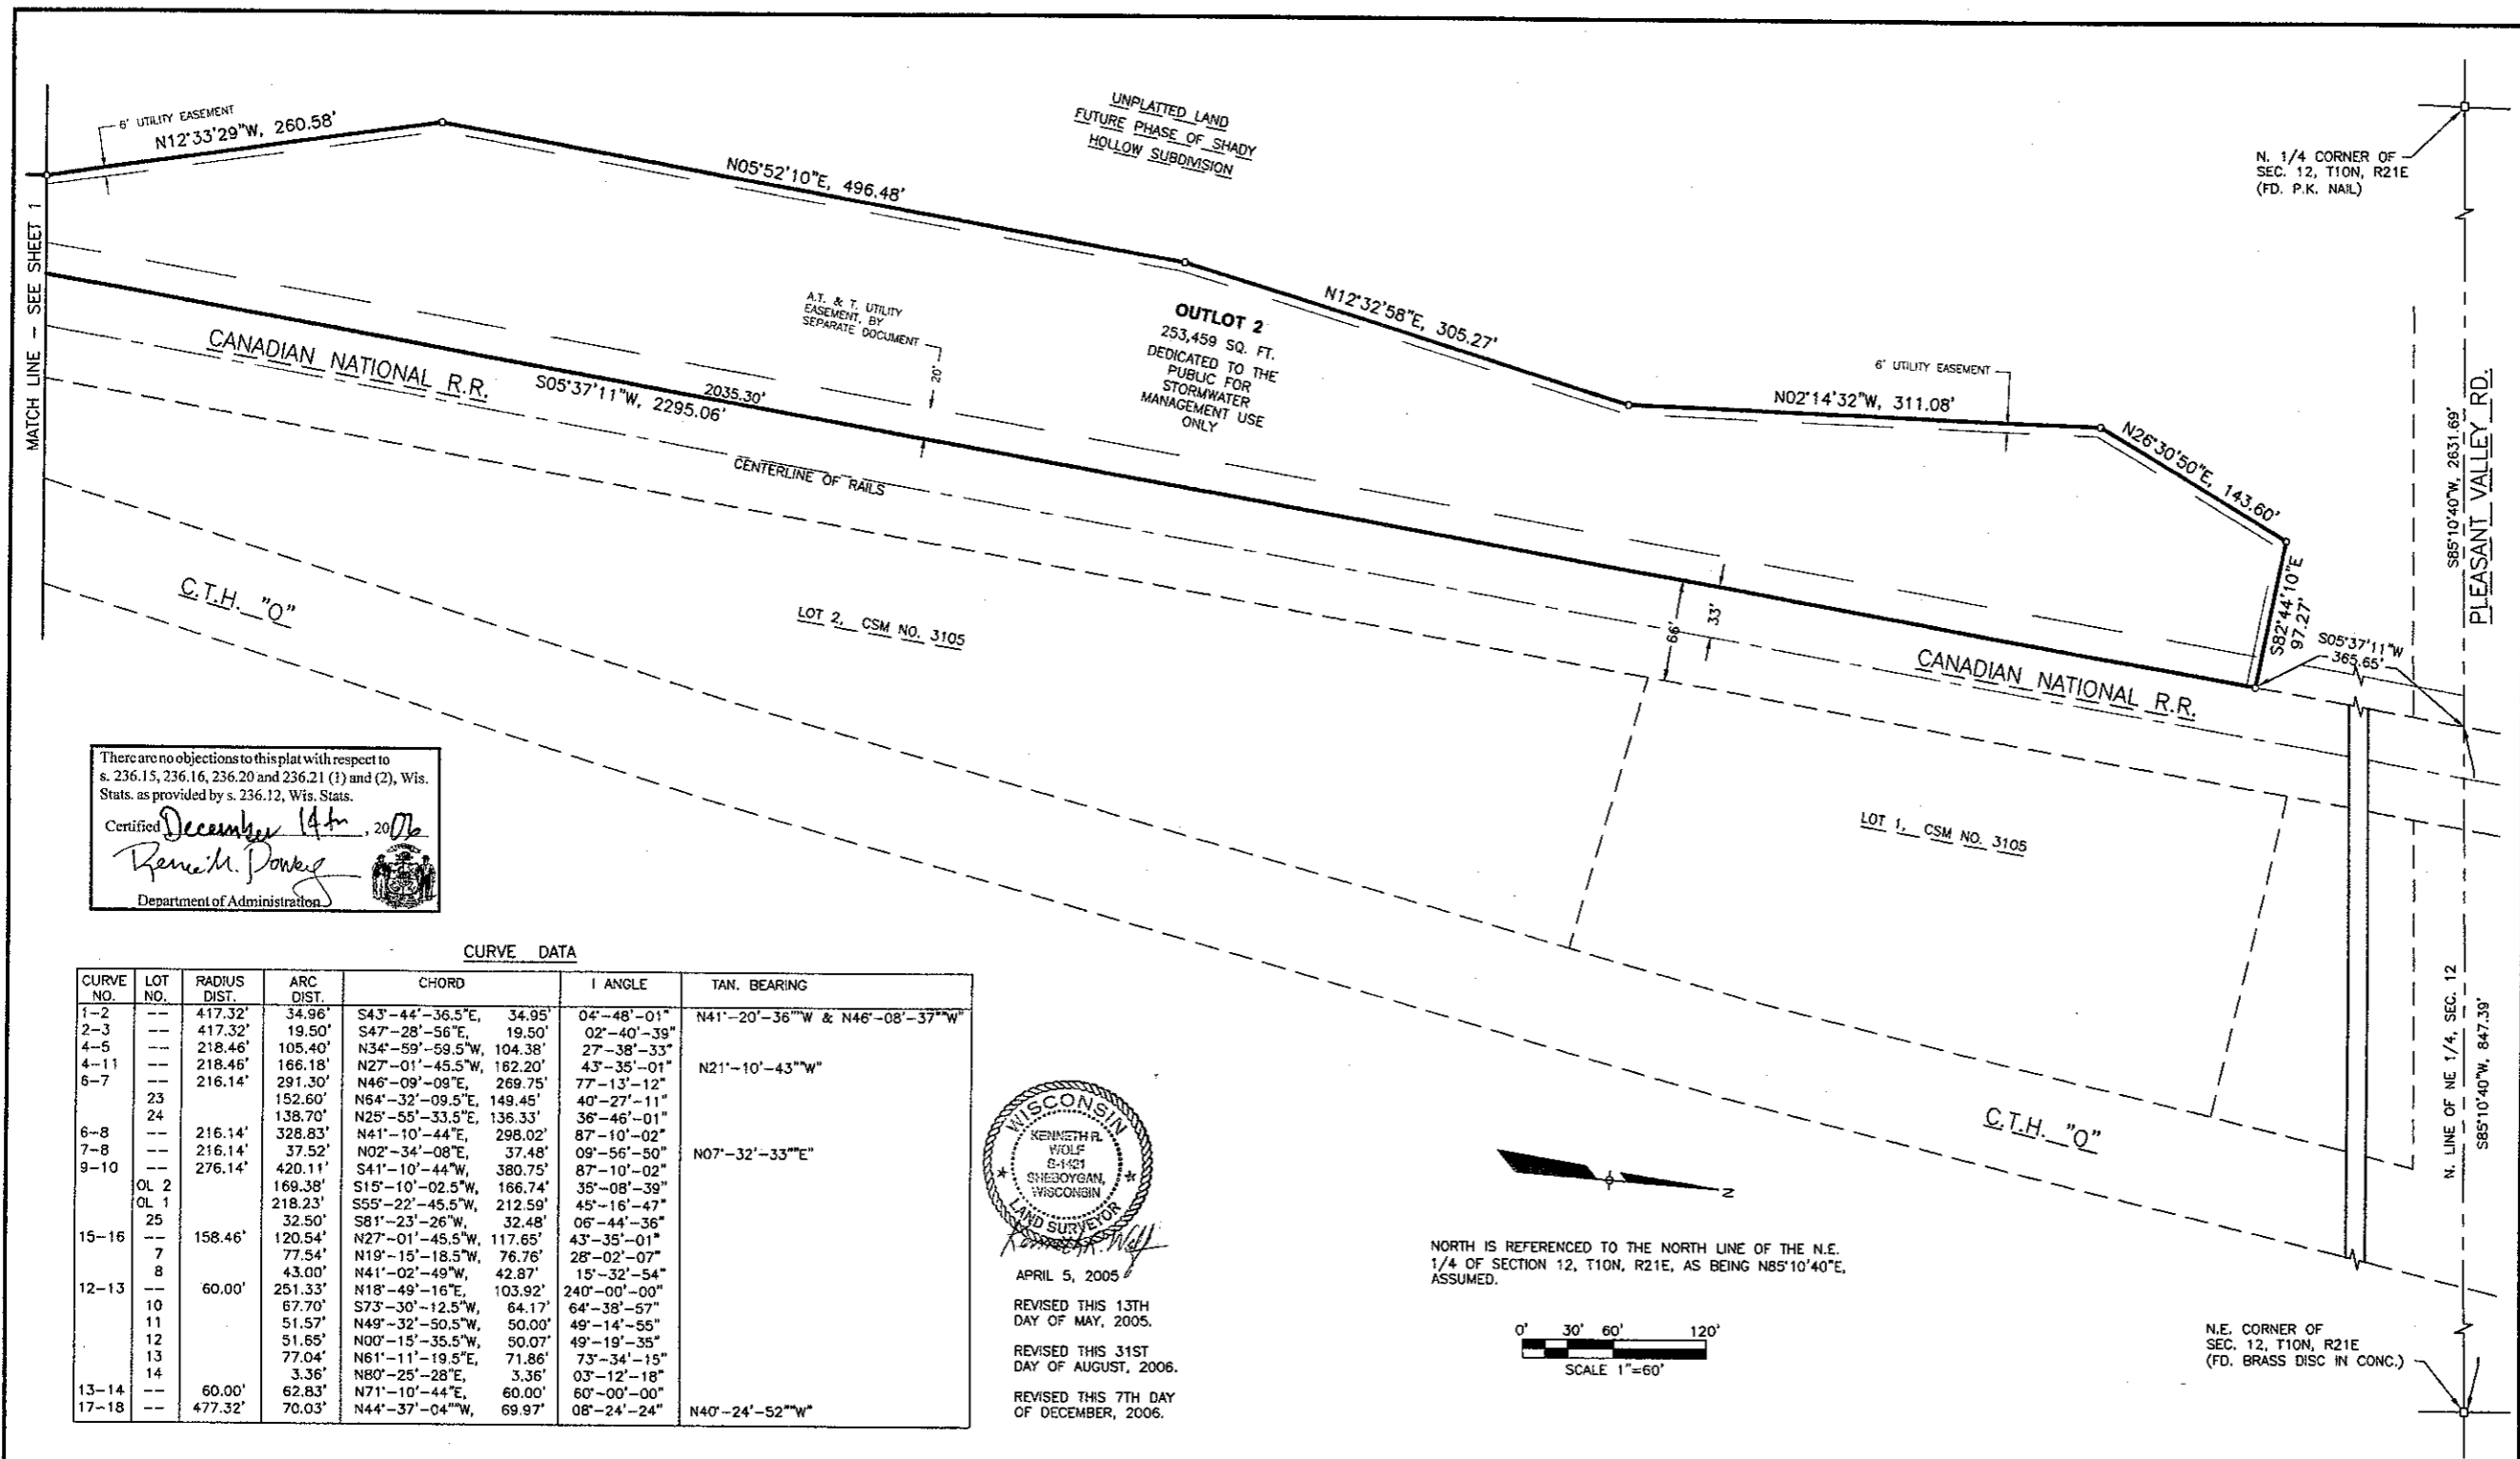 MATCH LINE – SEE SHEET 1
6' UTILITY EASEMENT
N12°33'29"W, 260.58'
N05°52'10"E, 496.48'
UNPLATTED LAND
FUTURE PHASE OF SHADY
HOLLOW SUBDIVISION
N12°32'58"E, 305.27'
6' UTILITY EASEMENT
N02°14'32"W, 311.08'
N26°30'50"E, 143.60'
S82°44'10"E
97.27'
S05°37'11"W
365.65'
N. 1/4 CORNER OF
SEC. 12, T10N, R21E
(FD. P.K. NAIL)
S85°10'40"W, 2631.69'
PLEASANT VALLEY RD.
A.T. & T. UTILITY
EASEMENT, BY
SEPARATE DOCUMENT
20'
OUTLOT 2
253,459 SQ. FT.
DEDICATED TO THE
PUBLIC FOR
STORMWATER
MANAGEMENT USE
ONLY
CANADIAN NATIONAL R.R.
S05°37'11"W, 2295.06'
2035.30'
CENTERLINE OF RAILS
66'
33'
CANADIAN NATIONAL R.R.
C.T.H. "O"
LOT 2, CSM NO. 3105
LOT 1, CSM NO. 3105
C.T.H. "O"
N. LINE OF NE 1/4, SEC. 12
S85°10'40"W, 847.39'
There are no objections to this plat with respect to
s. 236.15, 236.16, 236.20 and 236.21 (1) and (2), Wis.
Stats. as provided by s. 236.12, Wis. Stats.
Certified December 14th, 2006
Department of Administration
CURVE DATA
CURVE NO. LOT NO. RADIUS DIST. ARC DIST. CHORD I ANGLE TAN. BEARING
1-2 -- 417.32' 34.96' S43°-44'-36.5"E, 34.95' 04°-48'-01" N41°-20'-36""W & N46°-08'-37""W"
2-3 -- 417.32' 19.50' S47°-28'-56"E, 19.50' 02°-40'-39"
4-5 -- 218.46' 105.40' N34°-59'-59.5"W, 104.38' 27°-38'-33"
4-11 -- 218.46' 166.18' N27°-01'-45.5"W, 162.20' 43°-35'-01" N21°-10'-43""W"
6-7 -- 216.14' 291.30' N46°-09'-09"E, 269.75' 77°-13'-12"
23 152.60' N64°-32'-09.5"E, 149.45' 40°-27'-11"
24 138.70' N25°-55'-33.5"E, 136.33' 36°-46'-01"
6-8 -- 216.14' 328.83' N41°-10'-44"E, 298.02' 87°-10'-02"
7-8 -- 216.14' 37.52' N02°-34'-08"E, 37.48' 09°-56'-50" N07°-32'-33""E"
9-10 -- 276.14' 420.11' S41°-10'-44"W, 380.75' 87°-10'-02"
OL 2 169.38' S15°-10'-02.5"W, 166.74' 35°-08'-39"
OL 1 218.23' S55°-22'-45.5"W, 212.59' 45°-16'-47"
25 32.50' S81°-23'-26"W, 32.48' 06°-44'-36"
15-16 -- 158.46' 120.54' N27°-01'-45.5"W, 117.65' 43°-35'-01"
7 77.54' N19°-15'-18.5"W, 76.76' 28°-02'-07"
8 43.00' N41°-02'-49"W, 42.87' 15°-32'-54"
12-13 -- 60.00' 251.33' N18°-49'-16"E, 103.92' 240°-00'-00"
10 67.70' S73°-30'-12.5"W, 64.17' 64°-38'-57"
11 51.57' N49°-32'-50.5"W, 50.00' 49°-14'-55"
12 51.65' N00°-15'-35.5"W, 50.07' 49°-19'-35"
13 77.04' N61°-11'-19.5"E, 71.86' 73°-34'-15"
14 3.36' N80°-25'-28"E, 3.36' 03°-12'-18"
13-14 -- 60.00' 62.83' N71°-10'-44"E, 60.00' 60°-00'-00"
17-18 -- 477.32' 70.03' N44°-37'-04""W, 69.97' 08°-24'-24" N40°-24'-52""W"
WISCONSIN
KENNETH R.
WOLF
S-1421
SHEBOYGAN,
WISCONSIN
LAND SURVEYOR
APRIL 5, 2005
REVISED THIS 13TH
DAY OF MAY, 2005.
REVISED THIS 31ST
DAY OF AUGUST, 2006.
REVISED THIS 7TH DAY
OF DECEMBER, 2006.
N
NORTH IS REFERENCED TO THE NORTH LINE OF THE N.E.
1/4 OF SECTION 12, T10N, R21E, AS BEING N85°10'40"E,
ASSUMED.
0' 30' 60' 120'
SCALE 1"=60'
N.E. CORNER OF
SEC. 12, T10N, R21E
(FD. BRASS DISC IN CONC.)